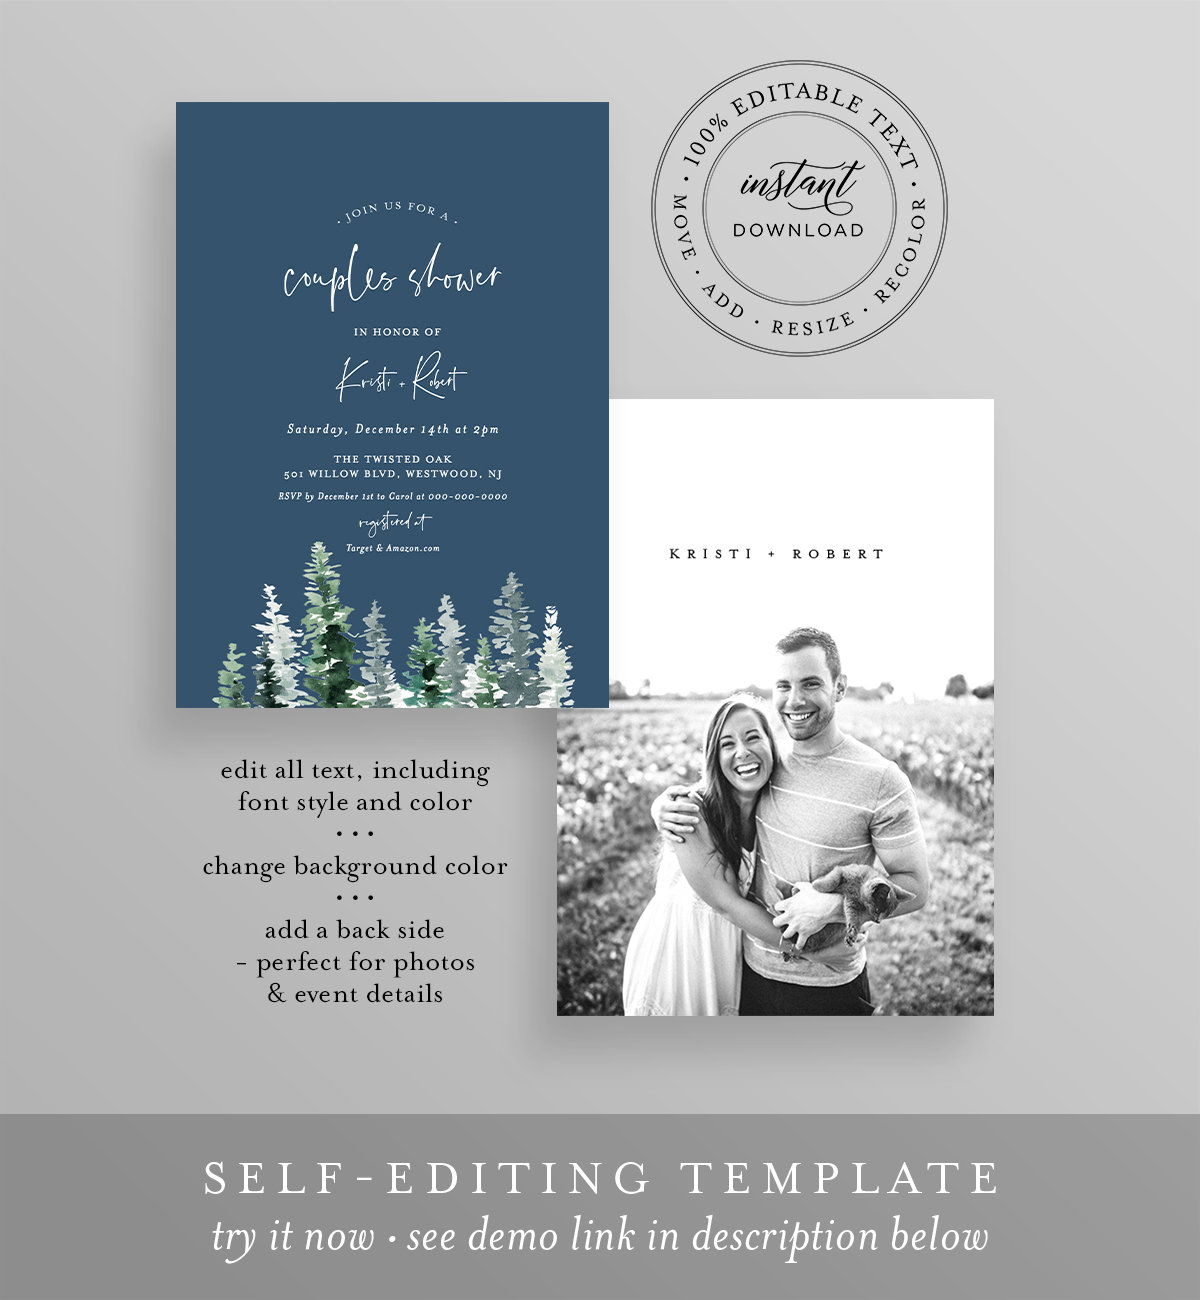 · JOIN US FOR A ·
couples shower
IN HONOR OF
Kristi + Robert
Saturday, December 14th at 2pm
THE TWISTED OAK
501 WILLOW BLVD, WESTWOOD, NJ
RSVP by December 1st to Carol at 000-000-0000
registered at
Target & Amazon.com
· 100% EDITABLE TEXT ·
MOVE · ADD · RESIZE · RECOLOR
instant
DOWNLOAD
KRISTI + ROBERT
edit all text, including
font style and color
• • •
change background color
• • •
add a back side
- perfect for photos
& event details
SELF-EDITING TEMPLATE
try it now • see demo link in description below